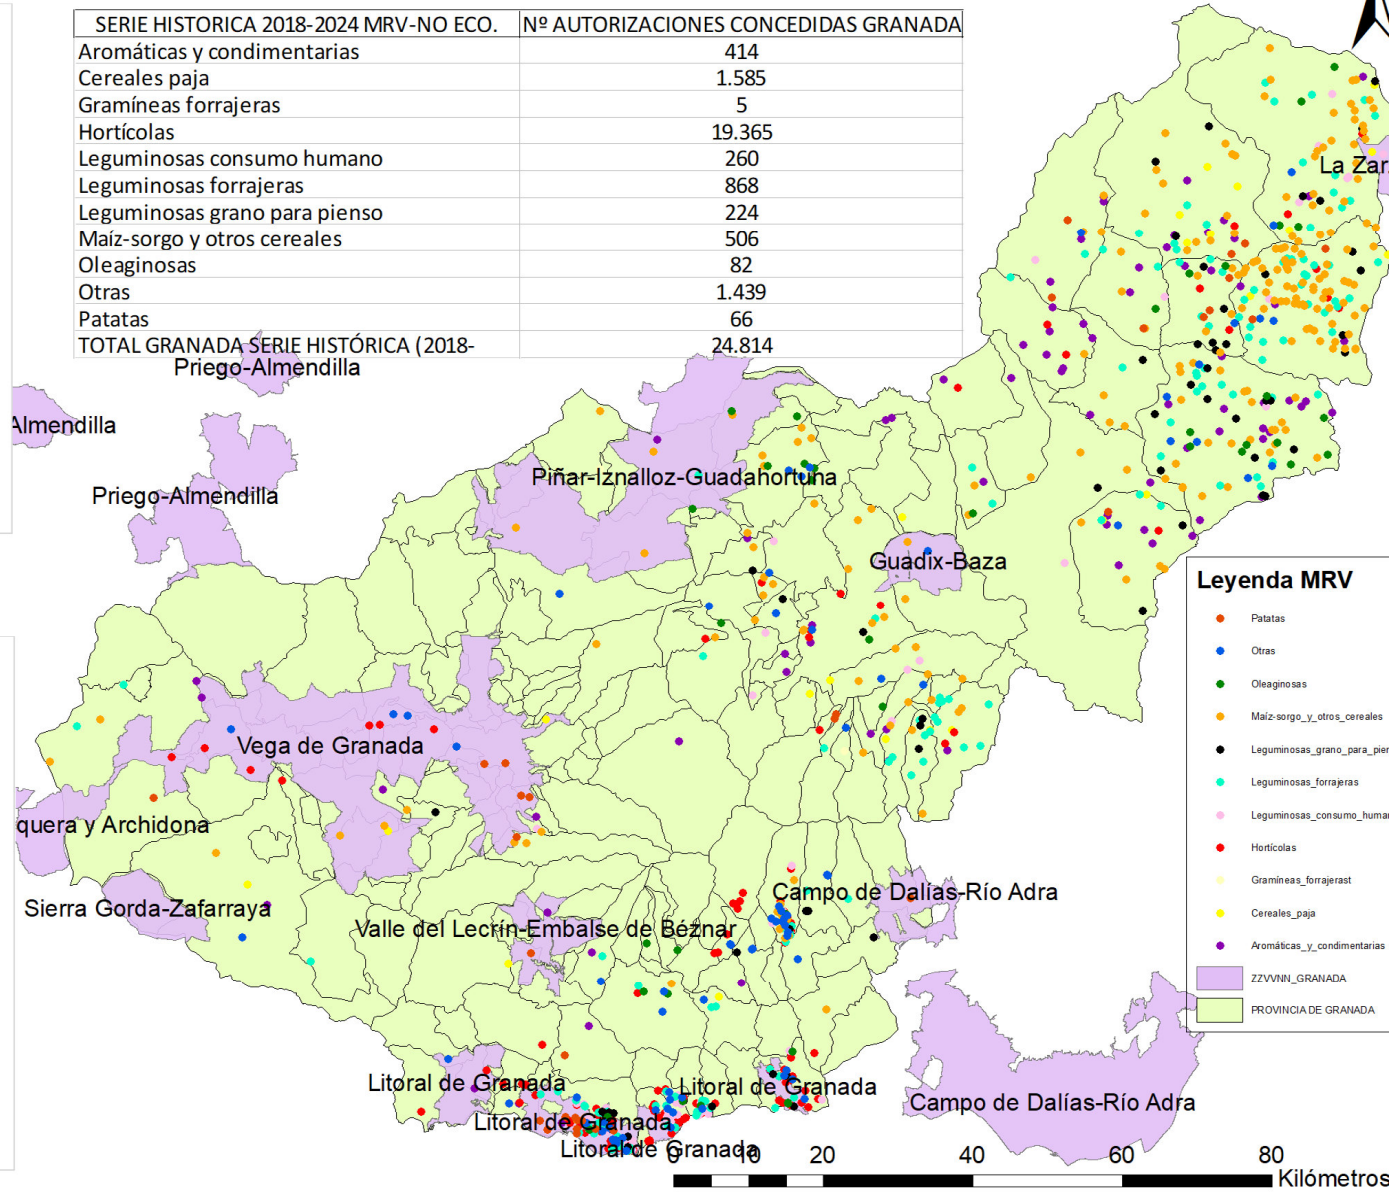 SERIE HISTORICA 2018-2024 MRV-NO ECO. Nº AUTORIZACIONES CONCEDIDAS GRANADA
Aromáticas y condimentarias 414
Cereales paja 1.585
Gramíneas forrajeras 5
Hortícolas 19.365
Leguminosas consumo humano 260
Leguminosas forrajeras 868
Leguminosas grano para pienso 224
Maíz-sorgo y otros cereales 506
Oleaginosas 82
Otras 1.439
Patatas 66
TOTAL GRANADA SERIE HISTÓRICA (2018- 24.814
La Zar
Priego-Almendilla
Almendilla
Priego-Almendilla
Piñar-Iznalloz-Guadahortuna
Guadix-Baza
Vega de Granada
quera y Archidona
Sierra Gorda-Zafarraya
Valle del Lecrín-Embalse de Béznar
Campo de Dalías-Río Adra
Litoral de Granada
Litoral de Granada
Litoral de Granada
Litoral de Granada
Campo de Dalías-Río Adra
Leyenda MRV
Patatas
Otras
Oleaginosas
Maíz-sorgo_y_otros_cereales
Leguminosas_grano_para_pier
Leguminosas_forrajeras
Leguminosas_consumo_humar
Hortícolas
Gramíneas_forrajerast
Cereales_paja
Aromáticas_y_condimentarias
ZZVVNN_GRANADA
PROVINCIA DE GRANADA
0 10 20 40 60 80
Kilómetros